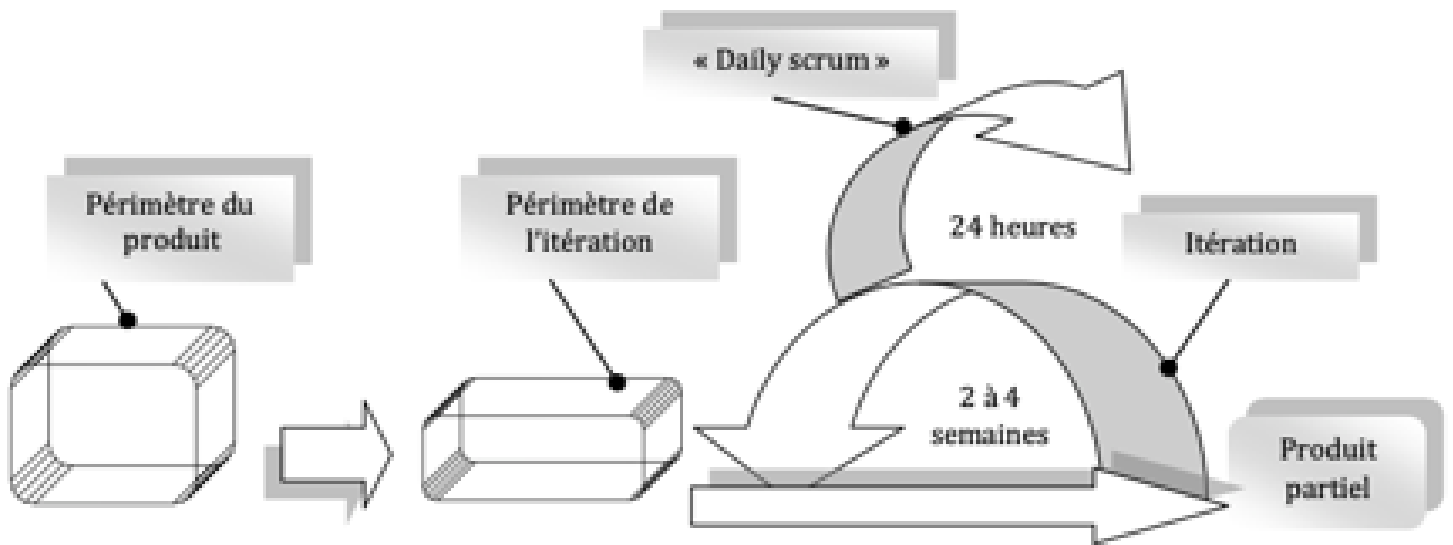 « Daily scrum »
Périmètre du
produit
Périmètre de
l'itération
24 heures
Itération
2 à 4
semaines
Produit
partiel